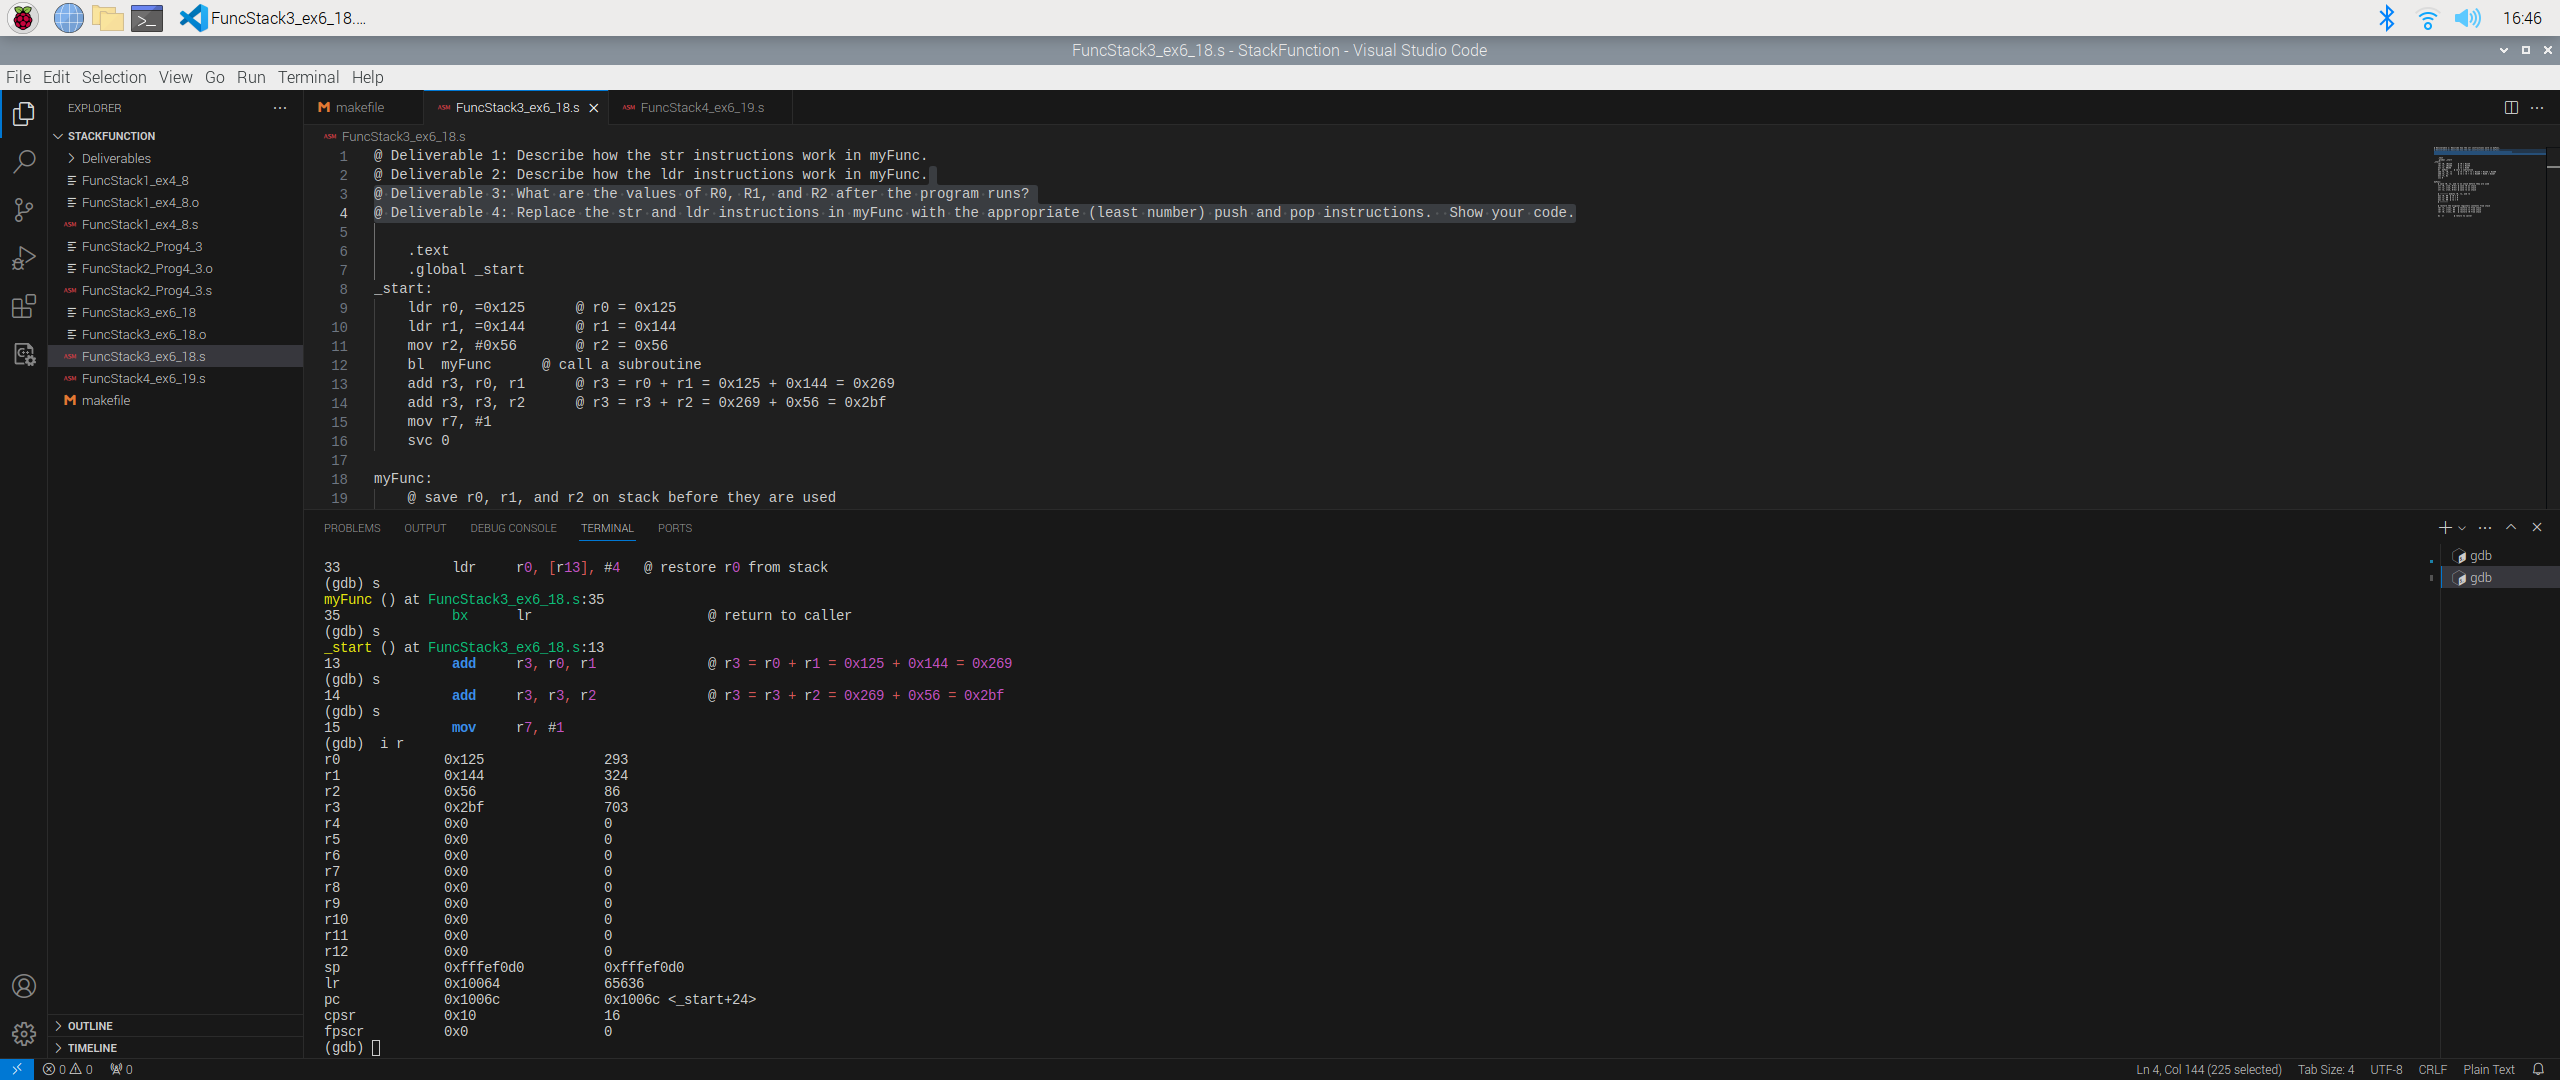 FuncStack3_ex6_18....
16:46
FuncStack3_ex6_18.s - StackFunction - Visual Studio Code
File Edit Selection View Go Run Terminal Help
EXPLORER
STACKFUNCTION
Deliverables
FuncStack1_ex4_8
FuncStack1_ex4_8.o
ASM FuncStack1_ex4_8.s
FuncStack2_Prog4_3
FuncStack2_Prog4_3.o
ASM FuncStack2_Prog4_3.s
FuncStack3_ex6_18
FuncStack3_ex6_18.o
ASM FuncStack3_ex6_18.s
ASM FuncStack4_ex6_19.s
M makefile
OUTLINE
TIMELINE
M makefile
ASM FuncStack3_ex6_18.s
ASM FuncStack4_ex6_19.s
ASM FuncStack3_ex6_18.s
1 @ Deliverable 1: Describe how the str instructions work in myFunc.
2 @ Deliverable 2: Describe how the ldr instructions work in myFunc.
3 @ Deliverable 3: What are the values of R0, R1, and R2 after the program runs?
4 @ Deliverable 4: Replace the str and ldr instructions in myFunc with the appropriate (least number) push and pop instructions.  Show your code.
5
6     .text
7     .global _start
8 _start:
9     ldr r0, =0x125      @ r0 = 0x125
10     ldr r1, =0x144      @ r1 = 0x144
11     mov r2, #0x56       @ r2 = 0x56
12     bl  myFunc      @ call a subroutine
13     add r3, r0, r1      @ r3 = r0 + r1 = 0x125 + 0x144 = 0x269
14     add r3, r3, r2      @ r3 = r3 + r2 = 0x269 + 0x56 = 0x2bf
15     mov r7, #1
16     svc 0
17
18 myFunc:
19     @ save r0, r1, and r2 on stack before they are used
PROBLEMS OUTPUT DEBUG CONSOLE TERMINAL PORTS
33              ldr     r0, [r13], #4   @ restore r0 from stack
(gdb) s
myFunc () at FuncStack3_ex6_18.s:35
35              bx      lr                      @ return to caller
(gdb) s
_start () at FuncStack3_ex6_18.s:13
13              add     r3, r0, r1              @ r3 = r0 + r1 = 0x125 + 0x144 = 0x269
(gdb) s
14              add     r3, r3, r2              @ r3 = r3 + r2 = 0x269 + 0x56 = 0x2bf
(gdb) s
15              mov     r7, #1
(gdb)  i r
r0             0x125               293
r1             0x144               324
r2             0x56                86
r3             0x2bf               703
r4             0x0                 0
r5             0x0                 0
r6             0x0                 0
r7             0x0                 0
r8             0x0                 0
r9             0x0                 0
r10            0x0                 0
r11            0x0                 0
r12            0x0                 0
sp             0xfffef0d0          0xfffef0d0
lr             0x10064             65636
pc             0x1006c             0x1006c <_start+24>
cpsr           0x10                16
fpscr          0x0                 0
(gdb)
gdb
gdb
0 0 0
Ln 4, Col 144 (225 selected) Tab Size: 4 UTF-8 CRLF Plain Text